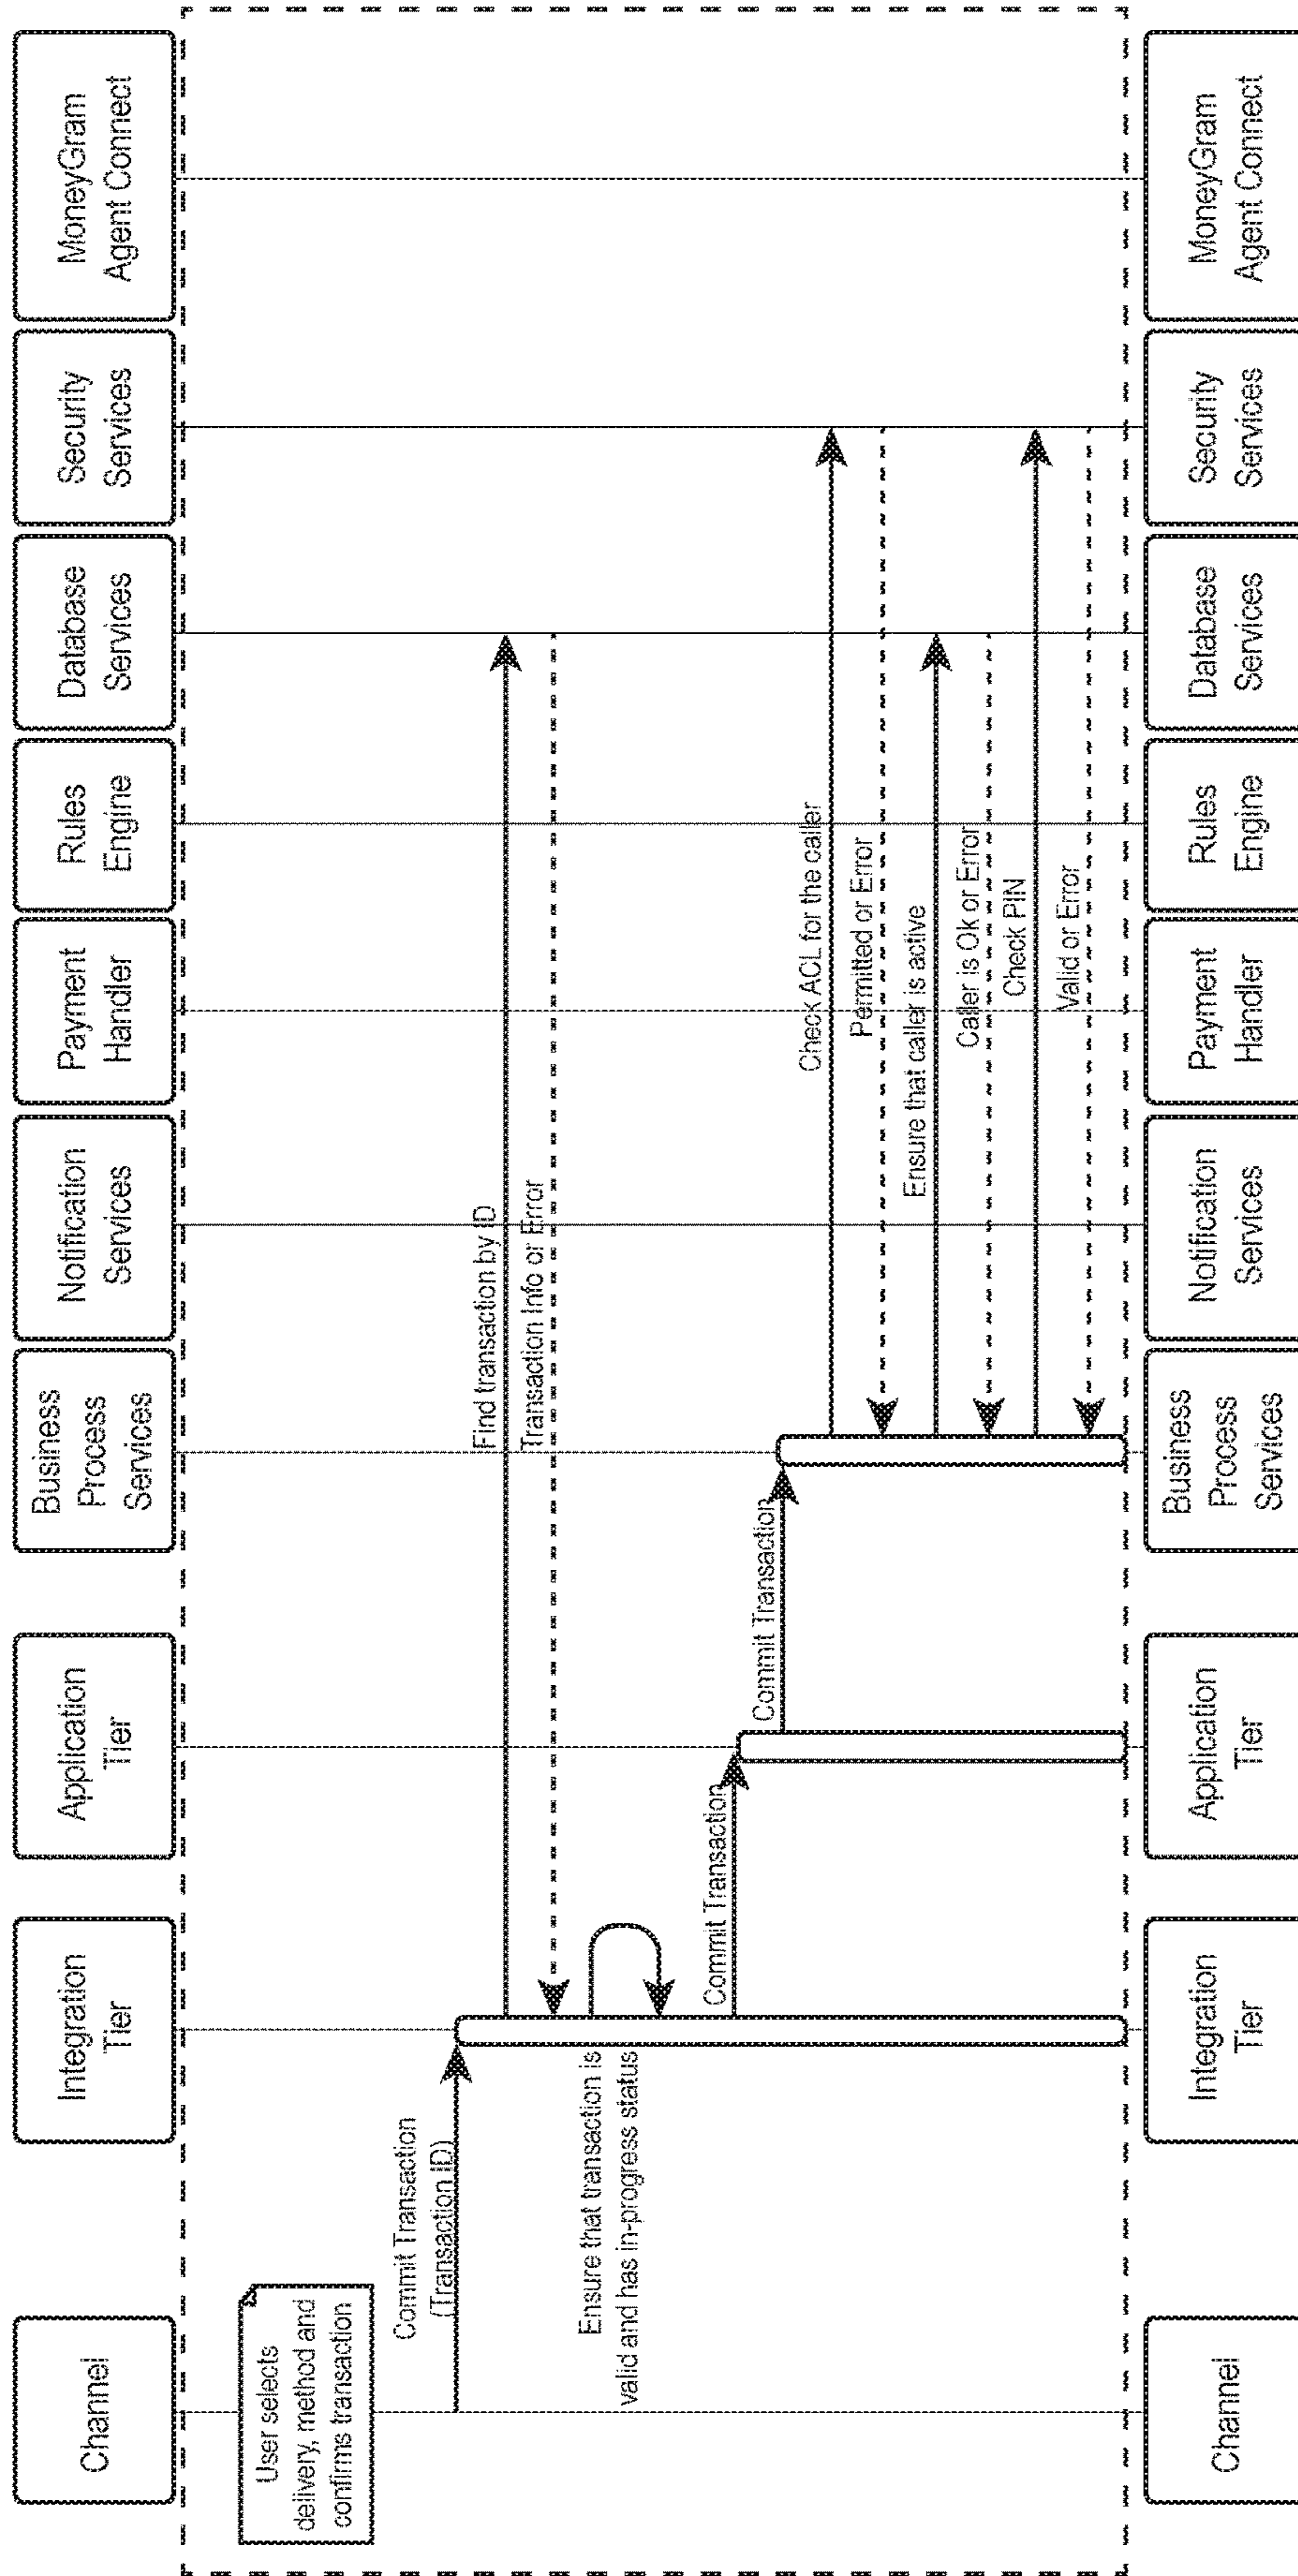 Channel
Integration
Tier
Application
Tier
Business
Process
Services
Notification
Services
Payment
Handler
Rules
Engine
Database
Services
Security
Services
MoneyGram
Agent Connect
User selects
delivery, method and
confirms transaction
Commit Transaction
(Transaction ID)
Find transaction by ID
Transaction Info or Error
Ensure that transaction is
valid and has in-progress status
Commit Transaction
Commit Transaction
Check ACL for the caller
Permitted or Error
Ensure that caller is active
Caller is Ok or Error
Check PIN
Valid or Error
Channel
Integration
Tier
Application
Tier
Business
Process
Services
Notification
Services
Payment
Handler
Rules
Engine
Database
Services
Security
Services
MoneyGram
Agent Connect